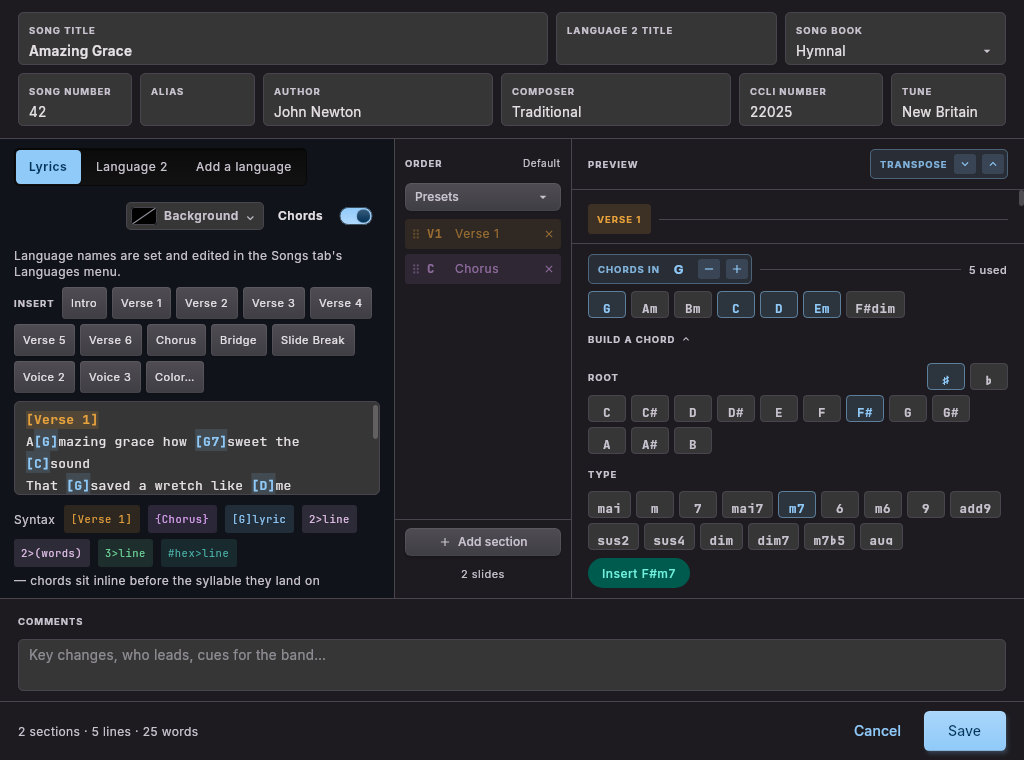 SONG TITLE
Amazing Grace
LANGUAGE 2 TITLE
SONG BOOK
Hymnal
SONG NUMBER
42
ALIAS
AUTHOR
John Newton
COMPOSER
Traditional
CCLI NUMBER
22025
TUNE
New Britain
Lyrics
Language 2
Add a language
Background
Chords
Language names are set and edited in the Songs tab's
Languages menu.
INSERT
Intro
Verse 1
Verse 2
Verse 3
Verse 4
Verse 5
Verse 6
Chorus
Bridge
Slide Break
Voice 2
Voice 3
Color...
[Verse 1]
A[G]mazing grace how [G7]sweet the
[C]sound
That [G]saved a wretch like [D]me
Syntax
[Verse 1]
{Chorus}
[G]lyric
2>line
2>(words)
3>line
#hex>line
— chords sit inline before the syllable they land on
ORDER
Default
Presets
V1 Verse 1
C Chorus
+ Add section
2 slides
PREVIEW
TRANSPOSE
VERSE 1
CHORDS IN G
5 used
G
Am
Bm
C
D
Em
F#dim
BUILD A CHORD
ROOT
♯
♭
C
C#
D
D#
E
F
F#
G
G#
A
A#
B
TYPE
maj
m
7
maj7
m7
6
m6
9
add9
sus2
sus4
dim
dim7
m7b5
aug
Insert F#m7
COMMENTS
Key changes, who leads, cues for the band...
2 sections · 5 lines · 25 words
Cancel
Save